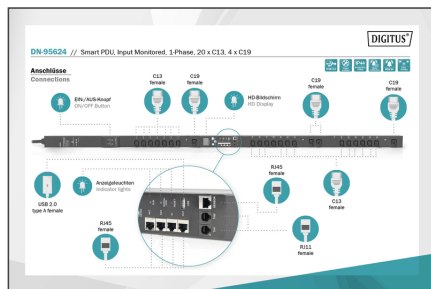 DIGITUS®
DN-95624 // Smart PDU, Input Monitored, 1-Phase, 20 x C13, 4 x C19
Anschlüsse
Connections
C13
female
C19
female
C19
female
C19
female
EIN-/AUS-Knopf
ON/OFF Button
HD-Bildschirm
HD Display
USB 2.0
type A female
Anzeigeleuchten
Indicator lights
RJ45
female
RJ45
female
C13
female
RJ11
female